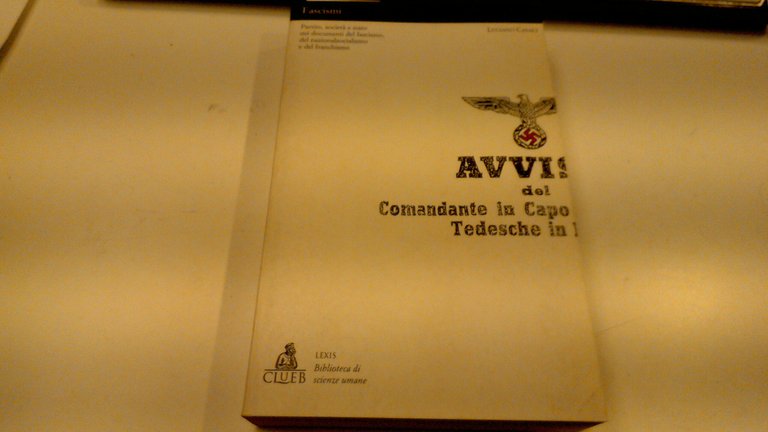 Fascismi
Partito, società e stato
nei documenti del fascismo,
del nazionalsocialismo
e del franchismo
LUCIANO CASALI
AVVIS
del
Comandante in Capo
Tedesche in
CLUEB
LEXIS
Biblioteca di
scienze umane